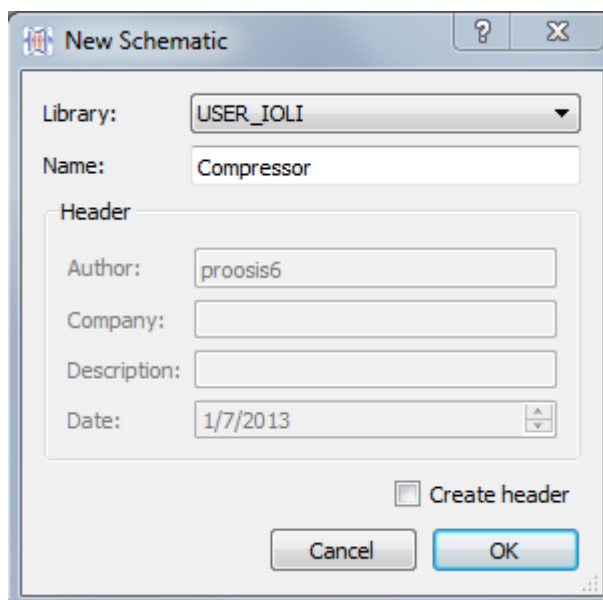 New Schematic
?
Library: USER_IOLI
Name: Compressor
Header
Author: proosis6
Company:
Description:
Date: 1/7/2013
Create header
Cancel OK